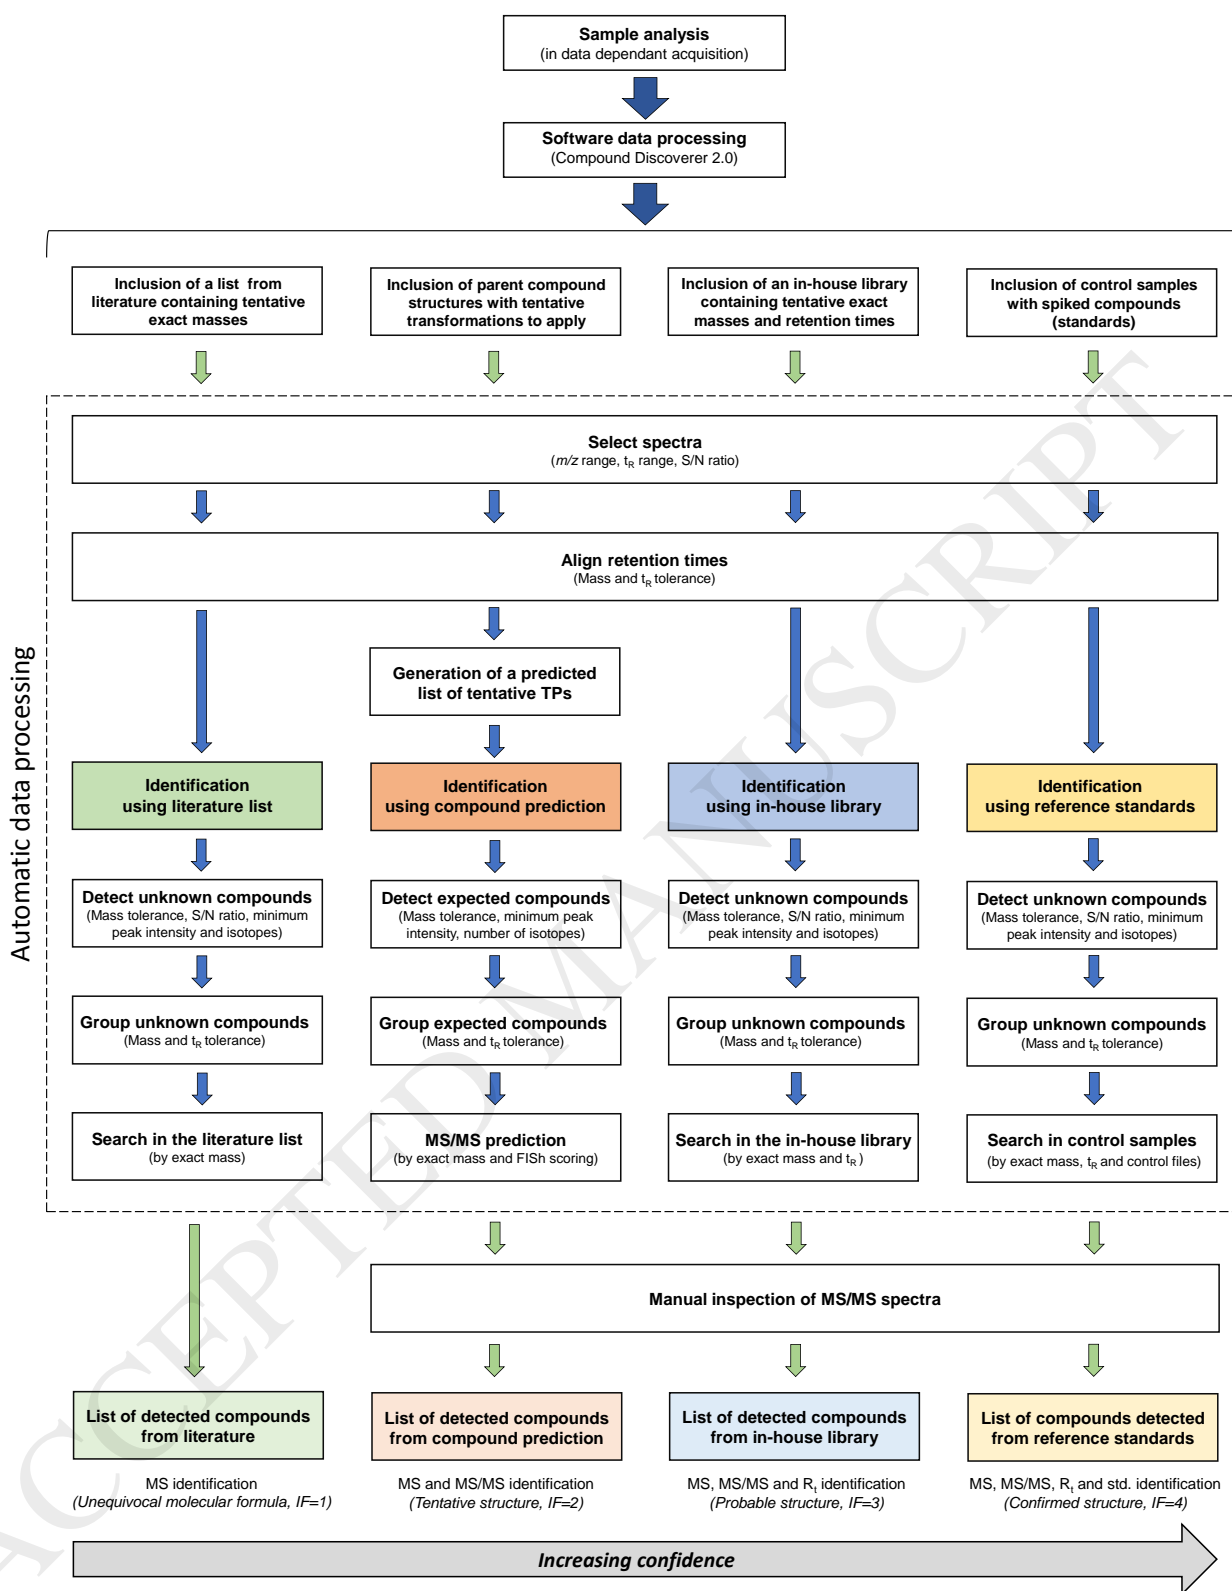 Sample analysis
(in data dependant acquisition)
Software data processing
(Compound Discoverer 2.0)
Inclusion of a list from
literature containing tentative
exact masses
Inclusion of parent compound
structures with tentative
transformations to apply
Inclusion of an in-house library
containing tentative exact
masses and retention times
Inclusion of control samples
with spiked compounds
(standards)
Automatic data processing
Select spectra
(m/z range, tR range, S/N ratio)
Align retention times
(Mass and tR tolerance)
Generation of a predicted
list of tentative TPs
Identification
using literature list
Identification
using compound prediction
Identification
using in-house library
Identification
using reference standards
Detect unknown compounds
(Mass tolerance, S/N ratio, minimum
peak intensity and isotopes)
Detect expected compounds
(Mass tolerance, minimum peak
intensity, number of isotopes)
Detect unknown compounds
(Mass tolerance, S/N ratio, minimum
peak intensity and isotopes)
Detect unknown compounds
(Mass tolerance, S/N ratio, minimum
peak intensity and isotopes)
Group unknown compounds
(Mass and tR tolerance)
Group expected compounds
(Mass and tR tolerance)
Group unknown compounds
(Mass and tR tolerance)
Group unknown compounds
(Mass and tR tolerance)
Search in the literature list
(by exact mass)
MS/MS prediction
(by exact mass and FISh scoring)
Search in the in-house library
(by exact mass and tR )
Search in control samples
(by exact mass, tR and control files)
Manual inspection of MS/MS spectra
List of detected compounds
from literature
List of detected compounds
from compound prediction
List of detected compounds
from in-house library
List of compounds detected
from reference standards
MS identification
(Unequivocal molecular formula, IF=1)
MS and MS/MS identification
(Tentative structure, IF=2)
MS, MS/MS and Rt identification
(Probable structure, IF=3)
MS, MS/MS, Rt and std. identification
(Confirmed structure, IF=4)
Increasing confidence
ACCEPTED MANUSCRIPT